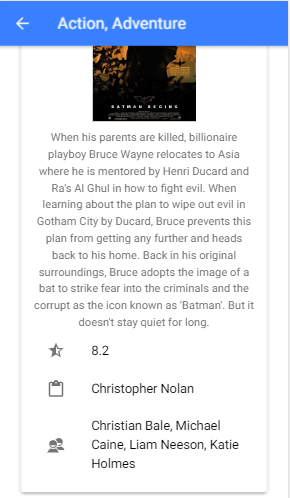 Action, Adventure
BATMAN BEGINS
When his parents are killed, billionaire
playboy Bruce Wayne relocates to Asia
where he is mentored by Henri Ducard and
Ra's Al Ghul in how to fight evil. When
learning about the plan to wipe out evil in
Gotham City by Ducard, Bruce prevents this
plan from getting any further and heads
back to his home. Back in his original
surroundings, Bruce adopts the image of a
bat to strike fear into the criminals and the
corrupt as the icon known as 'Batman'. But it
doesn't stay quiet for long.
8.2
Christopher Nolan
Christian Bale, Michael
Caine, Liam Neeson, Katie
Holmes